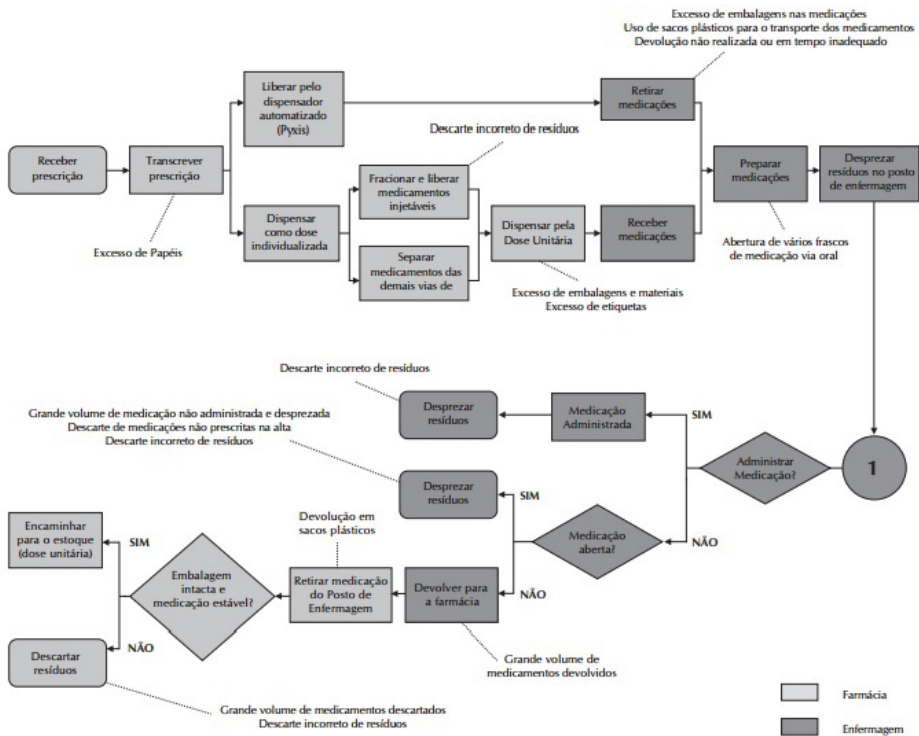 Excesso de embalagens nas medicações
Uso de sacos plásticos para o transporte dos medicamentos
Devolução não realizada ou em tempo inadequado
Liberar pelo
dispensador
automatizado
(Pyxis)
Retirar
medicações
Descarte incorreto de resíduos
Receber
prescrição
Transcrever
prescrição
Fracionar e liberar
medicamentos
injetáveis
Preparar
medicações
Desprezar
resíduos no posto
de enfermagem
Dispensar
como dose
individualizada
Dispensar pela
Dose Unitária
Receber
medicações
Excesso de Papéis
Separar
medicamentos das
demais vias de
Abertura de vários frascos
de medicação via oral
Excesso de embalagens e materiais
Excesso de etiquetas
Descarte incorreto de resíduos
Grande volume de medicação não administrada e desprezada
Descarte de medicações não prescritas na alta
Descarte incorreto de resíduos
Desprezar
resíduos
Medicação
Administrada
SIM
Administrar
Medicação?
1
Desprezar
resíduos
SIM
NÃO
Medicação
aberta?
Devolução em
sacos plásticos
Encaminhar
para o estoque
(dose unitária)
SIM
Embalagem
intacta e
medicação estável?
Retirar medicação
do Posto de
Enfermagem
Devolver para
a farmácia
NÃO
Descartar
resíduos
NÃO
Grande volume de
medicamentos devolvidos
Grande volume de medicamentos descartados
Descarte incorreto de resíduos
Farmácia
Enfermagem